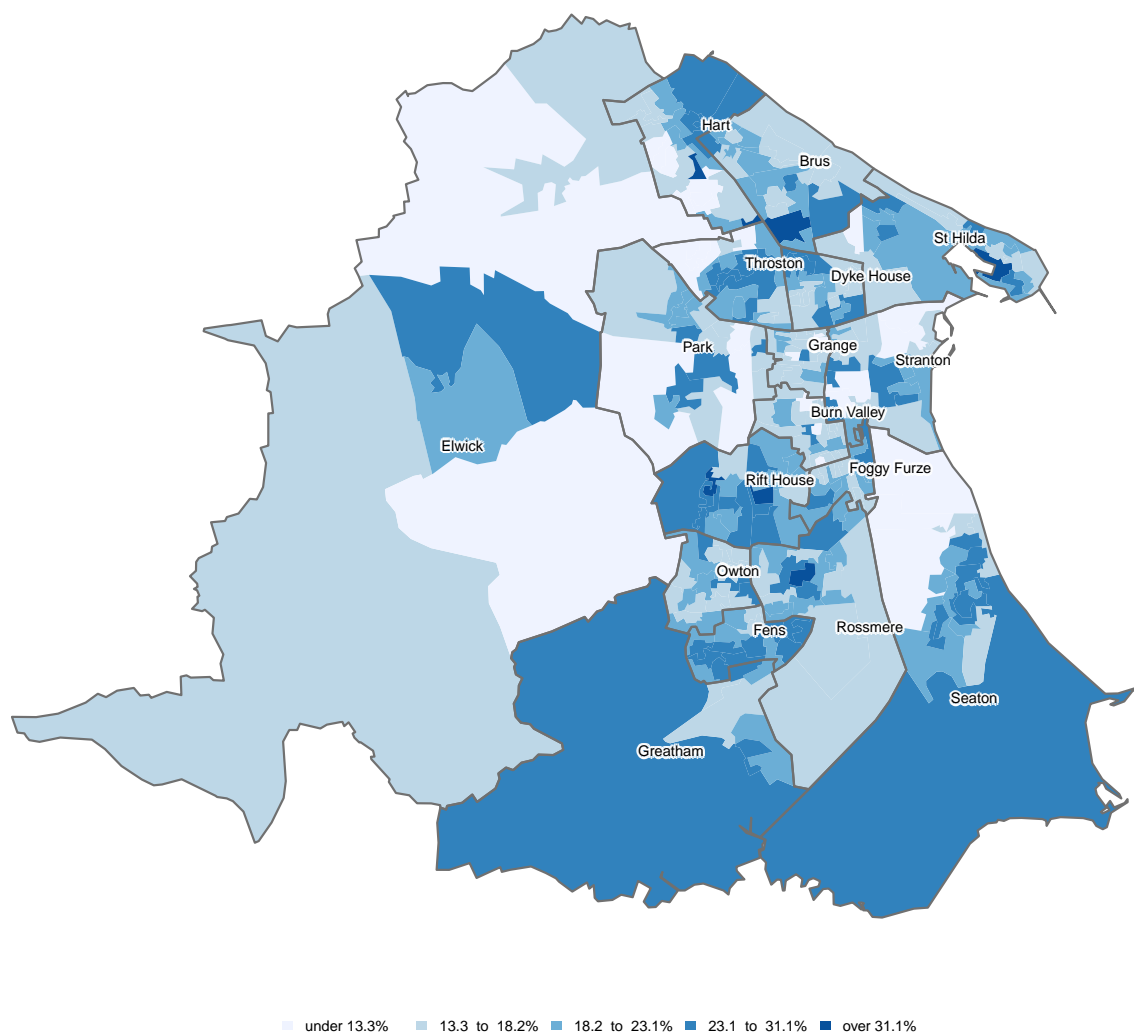 Hart
Brus
St Hilda
Throston
Dyke House
Park
Grange
Stranton
Burn Valley
Elwick
Foggy Furze
Rift House
Owton
Fens
Rossmere
Seaton
Greatham
under 13.3% 13.3 to 18.2% 18.2 to 23.1% 23.1 to 31.1% over 31.1%